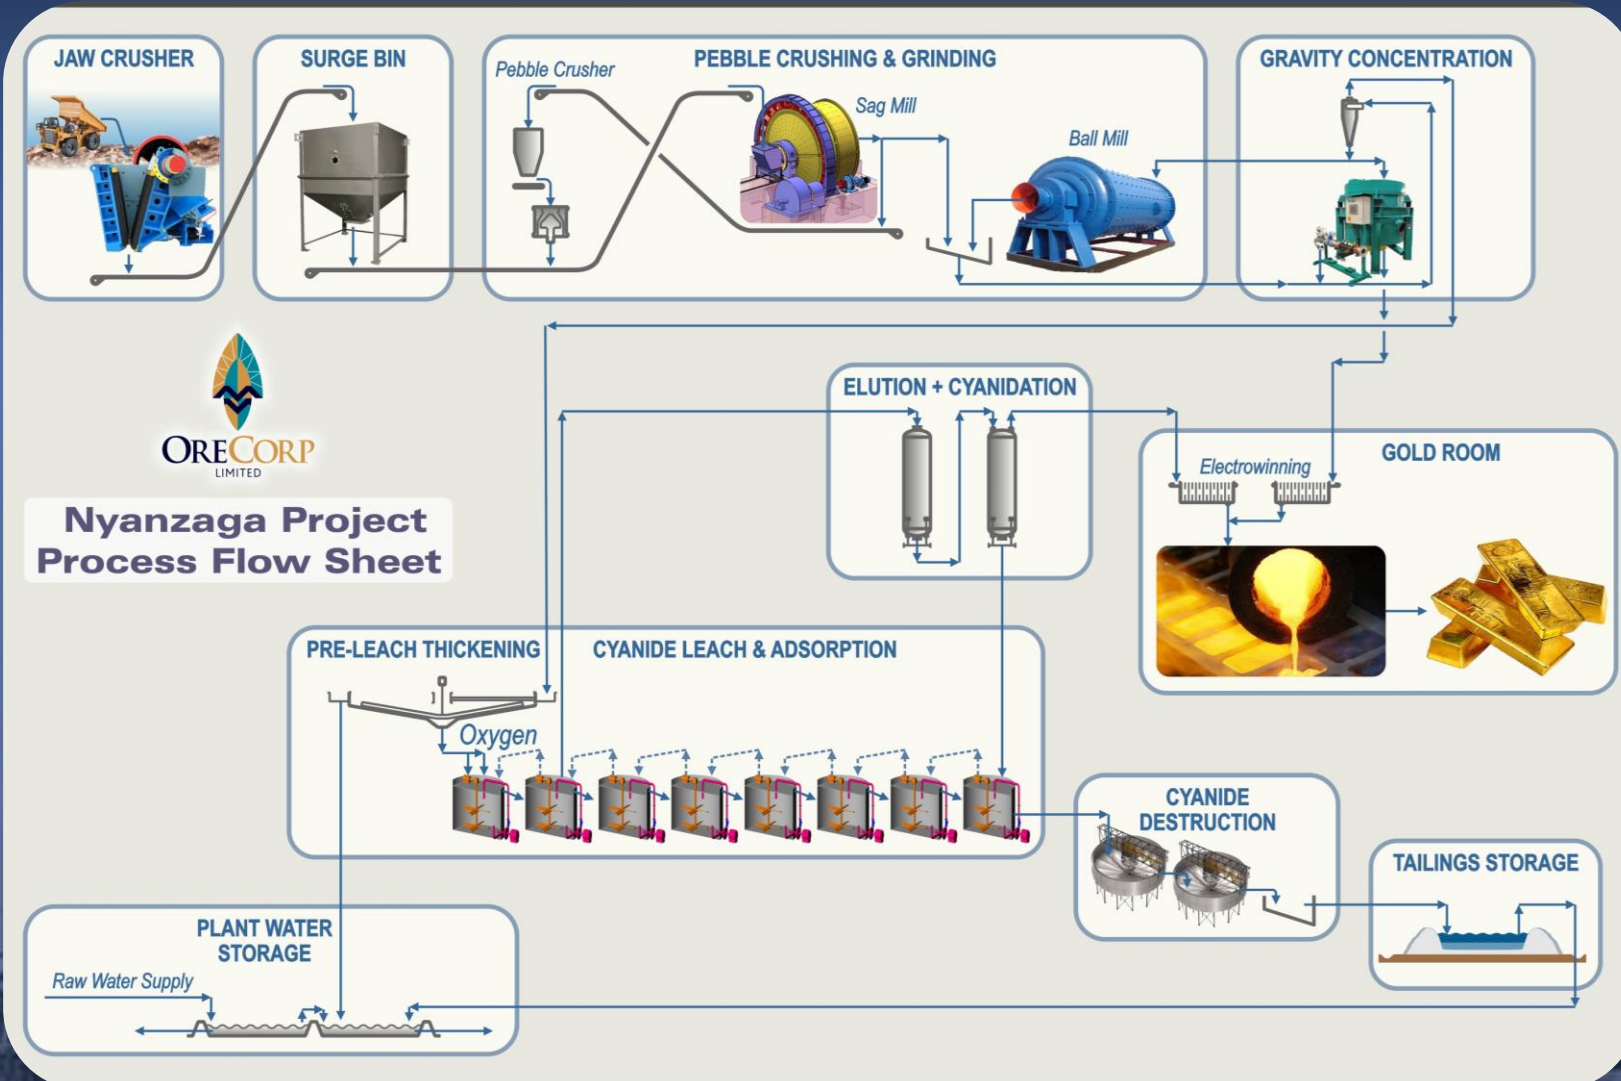 JAW CRUSHER
SURGE BIN
PEBBLE CRUSHING & GRINDING
Pebble Crusher
Sag Mill
Ball Mill
GRAVITY CONCENTRATION
ORECORP
LIMITED
Nyanzaga Project
Process Flow Sheet
ELUTION + CYANIDATION
GOLD ROOM
Electrowinning
PRE-LEACH THICKENING
CYANIDE LEACH & ADSORPTION
Oxygen
CYANIDE
DESTRUCTION
TAILINGS STORAGE
PLANT WATER
STORAGE
Raw Water Supply